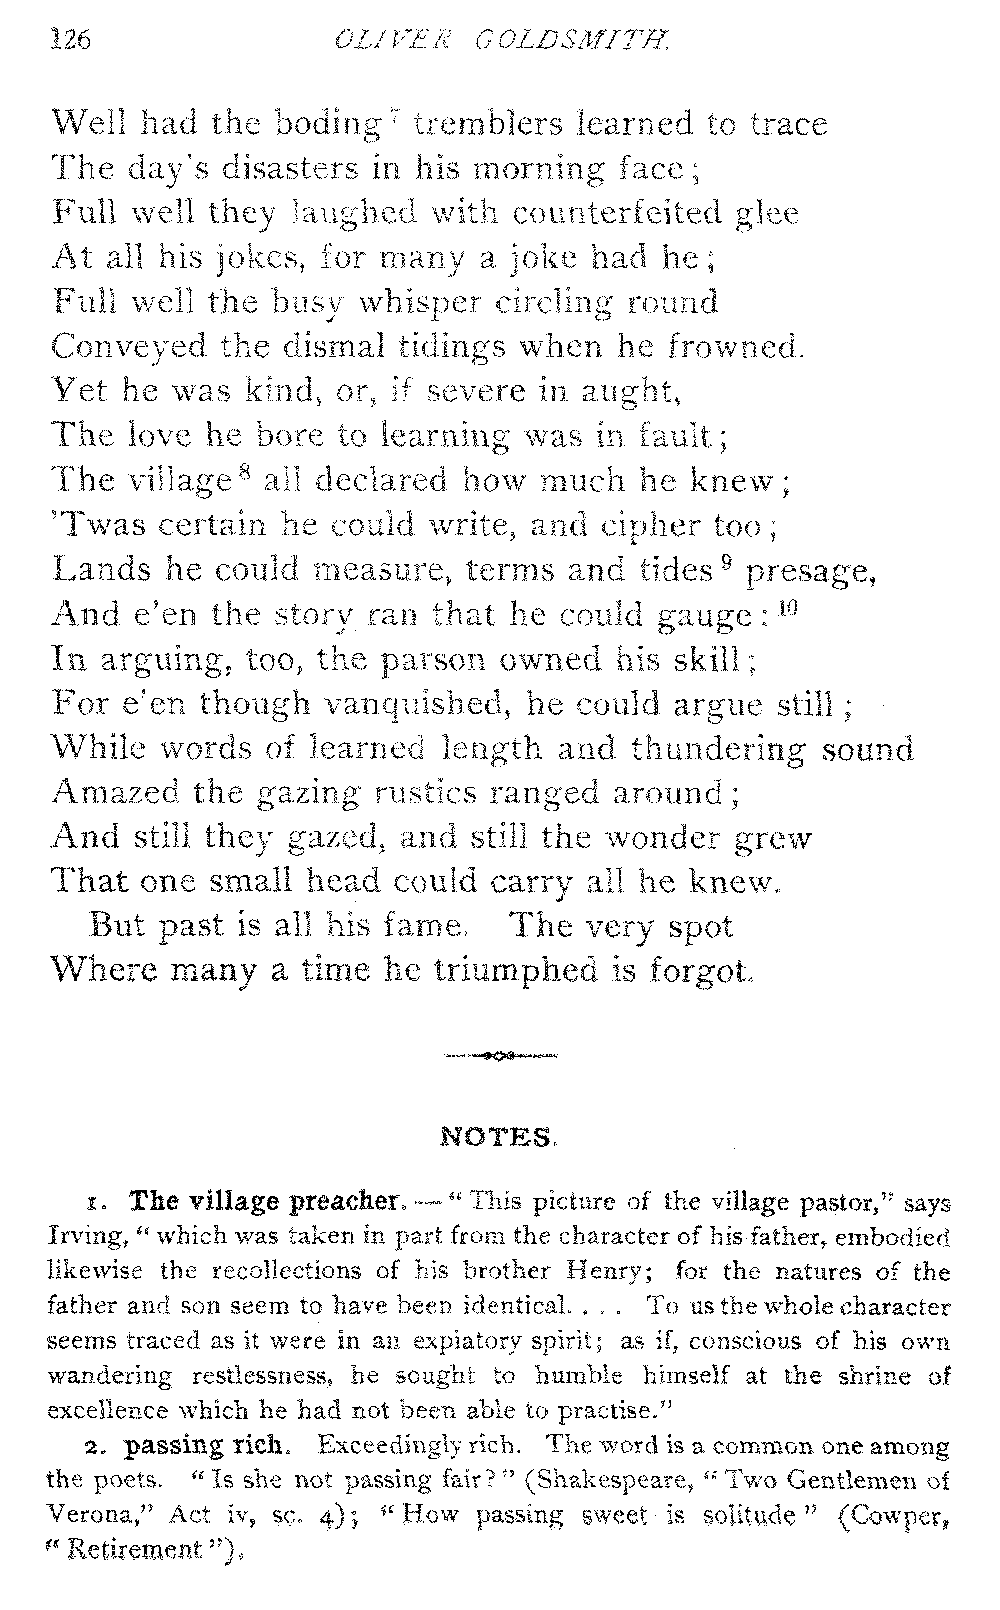 126 OLIVER GOLDSMITH.
Well had the boding⁷ tremblers learned to trace
The day's disasters in his morning face;
Full well they laughed with counterfeited glee
At all his jokes, for many a joke had he;
Full well the busy whisper circling round
Conveyed the dismal tidings when he frowned.
Yet he was kind, or, if severe in aught,
The love he bore to learning was in fault;
The village⁸ all declared how much he knew;
'Twas certain he could write, and cipher too;
Lands he could measure, terms and tides⁹ presage,
And e'en the story ran that he could gauge:¹⁰
In arguing, too, the parson owned his skill;
For e'en though vanquished, he could argue still;
While words of learned length and thundering sound
Amazed the gazing rustics ranged around;
And still they gazed, and still the wonder grew
That one small head could carry all he knew.
But past is all his fame. The very spot
Where many a time he triumphed is forgot.
NOTES.
1. The village preacher. — "This picture of the village pastor," says
Irving, "which was taken in part from the character of his father, embodied
likewise the recollections of his brother Henry; for the natures of the
father and son seem to have been identical. . . . To us the whole character
seems traced as it were in an expiatory spirit; as if, conscious of his own
wandering restlessness, he sought to humble himself at the shrine of
excellence which he had not been able to practise."
2. passing rich. Exceedingly rich. The word is a common one among
the poets. "Is she not passing fair?" (Shakespeare, "Two Gentlemen of
Verona," Act iv, sc. 4); "How passing sweet is solitude" (Cowper,
"Retirement").